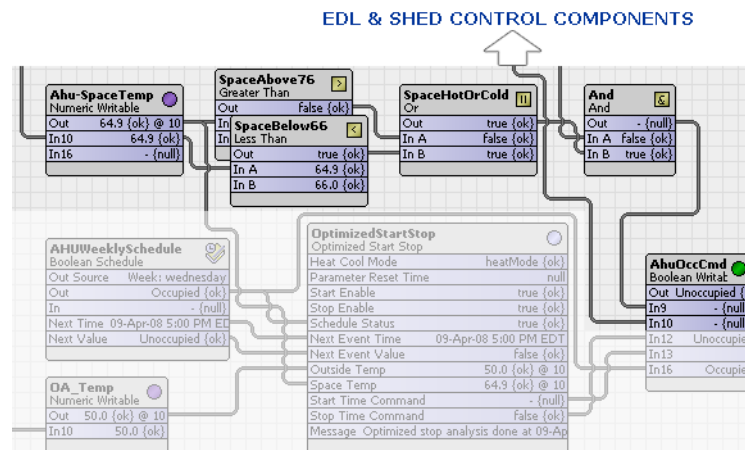 EDL & SHED CONTROL COMPONENTS
Ahu-SpaceTemp
Numeric Writable
Out 64.9 {ok} @ 10
In10 64.9 {ok}
In16 - {null}
SpaceAbove76
Greater Than
Out false {ok}
In
In
SpaceBelow66
Less Than
Out true {ok}
In A 64.9 {ok}
In B 66.0 {ok}
SpaceHotOrCold
Or
Out true {ok}
In A false {ok}
In B true {ok}
And
And
Out - {null}
In A false {ok}
In B true {ok}
AHUWeeklySchedule
Boolean Schedule
Out Source Week: wednesday
Out Occupied {ok}
In - {null}
Next Time 09-Apr-08 5:00 PM ED
Next Value Unoccupied {ok}
OptimizedStartStop
Optimized Start Stop
Heat Cool Mode heatMode {ok}
Parameter Reset Time null
Start Enable true {ok}
Stop Enable true {ok}
Schedule Status true {ok}
Next Event Time 09-Apr-08 5:00 PM EDT
Next Event Value false {ok}
Outside Temp 50.0 {ok} @ 10
Space Temp 64.9 {ok} @ 10
Start Time Command - {null}
Stop Time Command false {ok}
Message Optimized stop analysis done at 09-Ap
AhuOccCmd
Boolean Writab
Out Unoccupied {
In9 - {null
In10 - {null
In12 Unoccupie
In13
In16 Occupie
OA_Temp
Numeric Writable
Out 50.0 {ok} @ 10
In10 50.0 {ok}